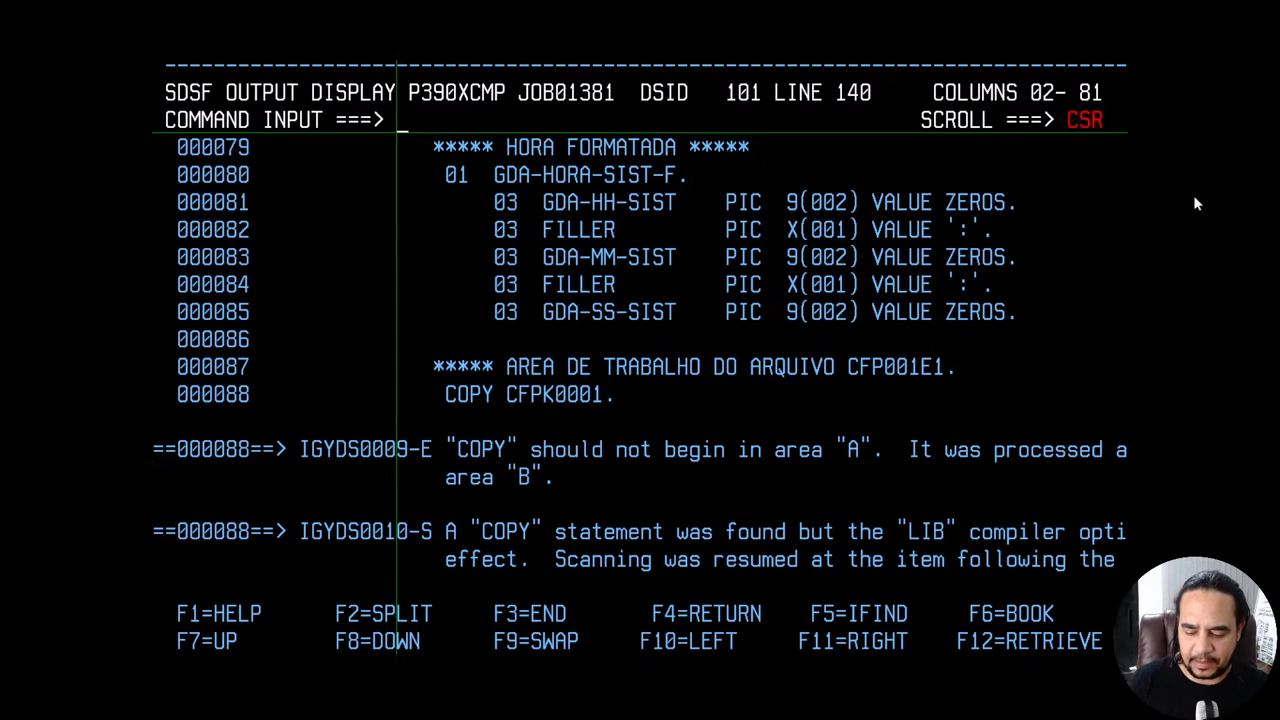 SDSF OUTPUT DISPLAY P390XCMP JOB01381 DSID 101 LINE 140 COLUMNS 02- 81
COMMAND INPUT ===> _ SCROLL ===> CSR
000079 ***** HORA FORMATADA *****
000080 01 GDA-HORA-SIST-F.
000081 03 GDA-HH-SIST PIC 9(002) VALUE ZEROS.
000082 03 FILLER PIC X(001) VALUE ':'.
000083 03 GDA-MM-SIST PIC 9(002) VALUE ZEROS.
000084 03 FILLER PIC X(001) VALUE ':'.
000085 03 GDA-SS-SIST PIC 9(002) VALUE ZEROS.
000086
000087 ***** AREA DE TRABALHO DO ARQUIVO CFP001E1.
000088 COPY CFPK0001.
==000088==> IGYDS0009-E "COPY" should not begin in area "A". It was processed a
area "B".
==000088==> IGYDS0010-S A "COPY" statement was found but the "LIB" compiler opti
effect. Scanning was resumed at the item following the
F1=HELP F2=SPLIT F3=END F4=RETURN F5=IFIND F6=BOOK
F7=UP F8=DOWN F9=SWAP F10=LEFT F11=RIGHT F12=RETRIEVE